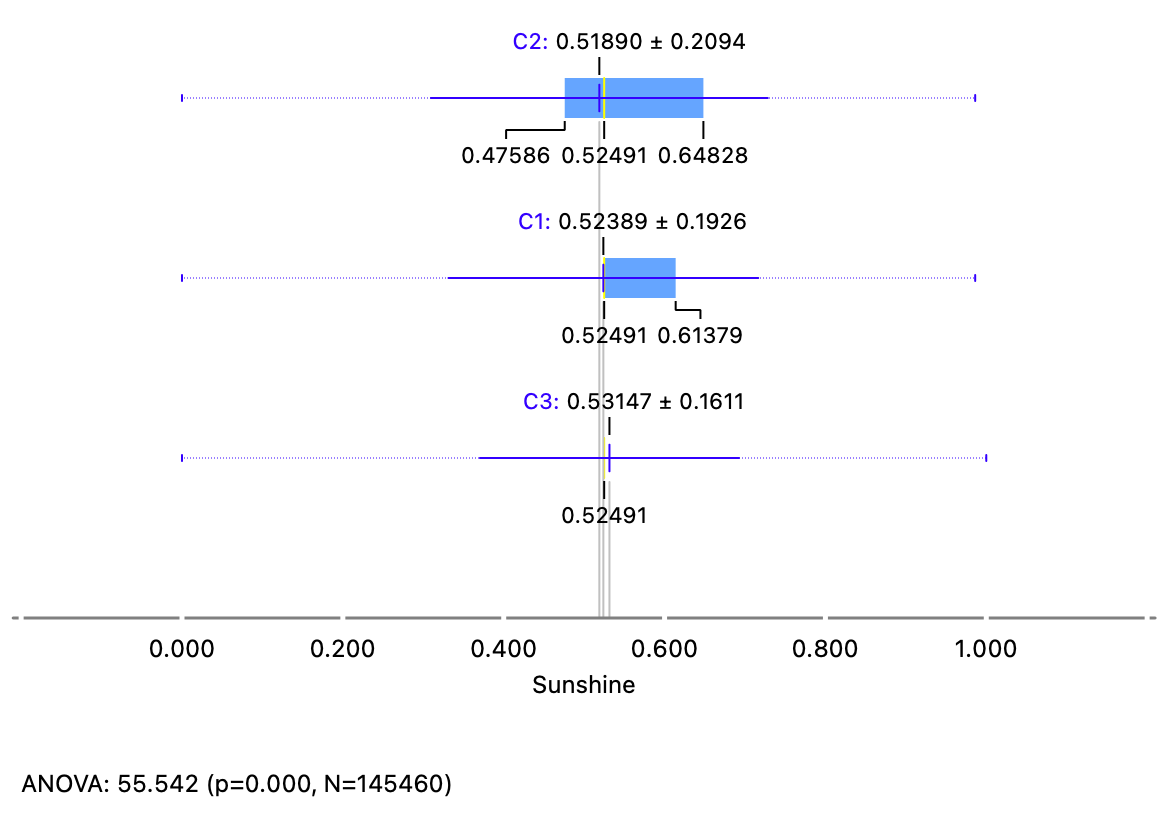 C2: 0.51890 ± 0.2094
0.47586 0.52491 0.64828
C1: 0.52389 ± 0.1926
0.52491 0.61379
C3: 0.53147 ± 0.1611
0.52491
0.000 0.200 0.400 0.600 0.800 1.000
Sunshine
ANOVA: 55.542 (p=0.000, N=145460)